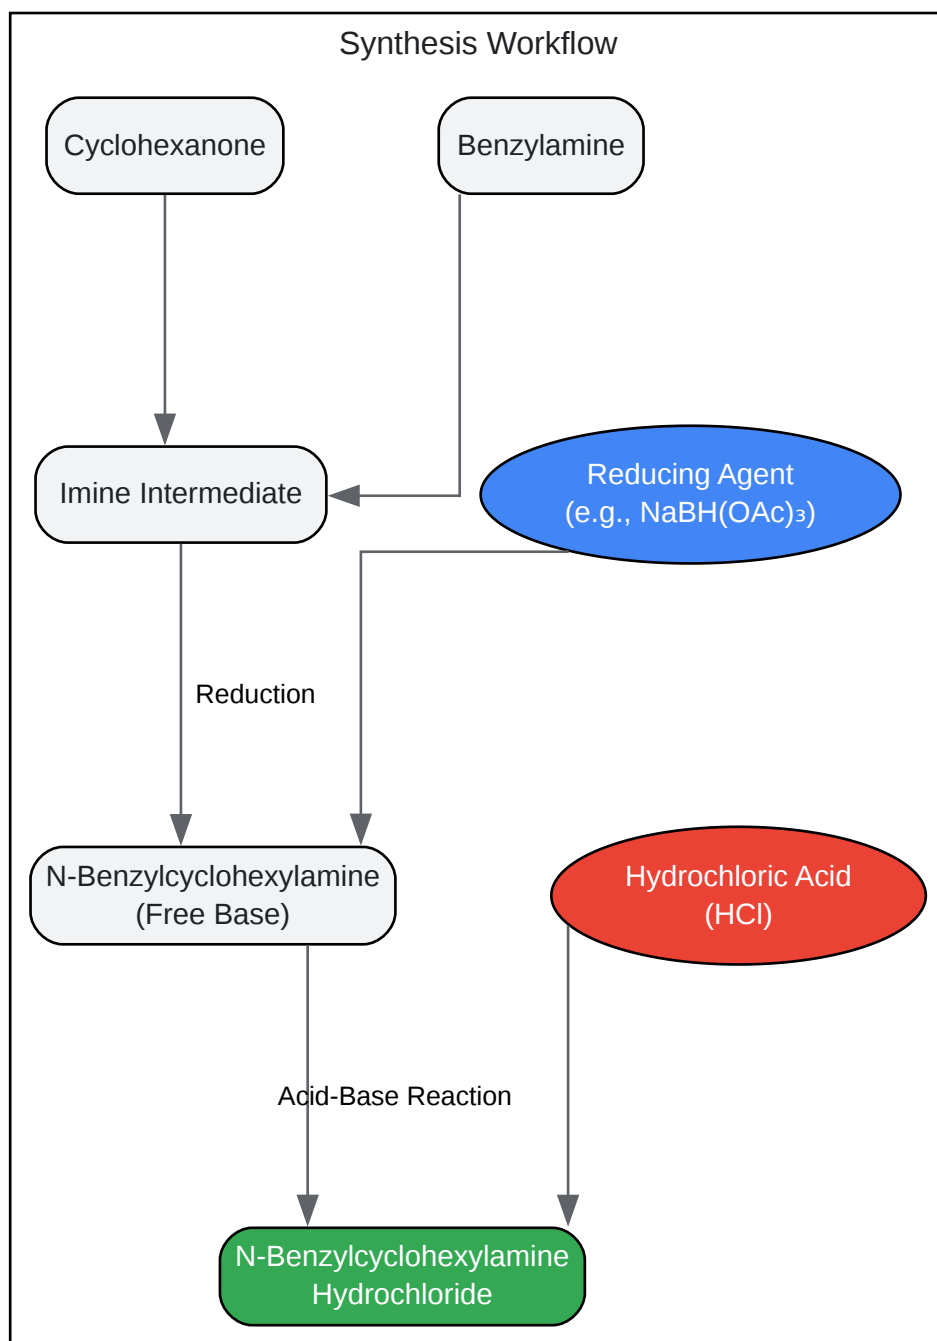 Synthesis Workflow
Cyclohexanone
Benzylamine
Imine Intermediate
Reducing Agent
(e.g., NaBH(OAc)₃)
Reduction
N-Benzylcyclohexylamine
(Free Base)
Hydrochloric Acid
(HCl)
Acid-Base Reaction
N-Benzylcyclohexylamine
Hydrochloride